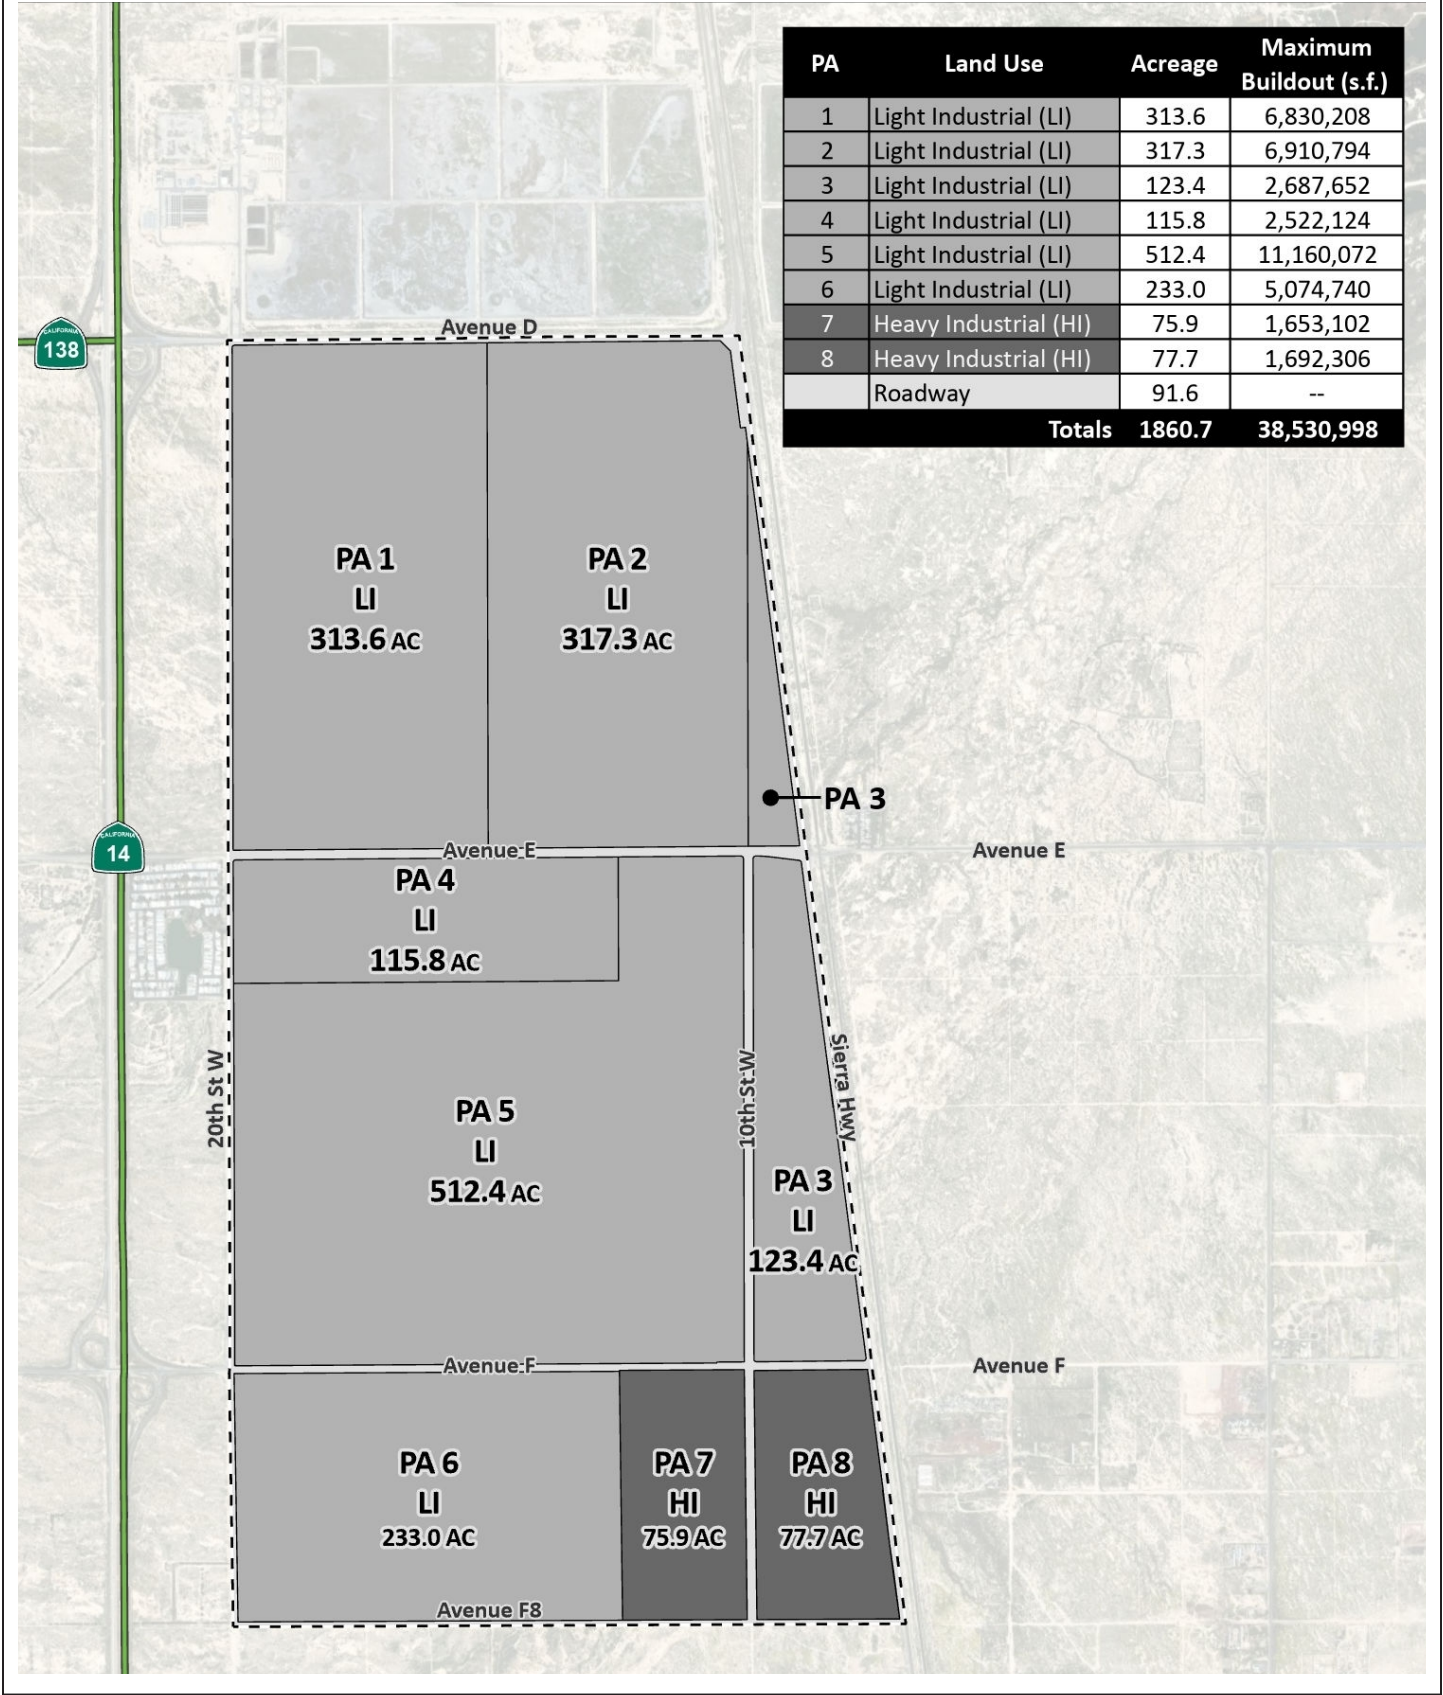 PA Land Use Acreage Maximum Buildout (s.f.)
1 Light Industrial (LI) 313.6 6,830,208
2 Light Industrial (LI) 317.3 6,910,794
3 Light Industrial (LI) 123.4 2,687,652
4 Light Industrial (LI) 115.8 2,522,124
5 Light Industrial (LI) 512.4 11,160,072
6 Light Industrial (LI) 233.0 5,074,740
7 Heavy Industrial (HI) 75.9 1,653,102
8 Heavy Industrial (HI) 77.7 1,692,306
Roadway 91.6 --
Totals 1860.7 38,530,998
Avenue D
CALIFORNIA
138
PA 1
LI
313.6 AC
PA 2
LI
317.3 AC
PA 3
CALIFORNIA
14
Avenue E
Avenue E
PA 4
LI
115.8 AC
20th St W
10th St W
Sierra Hwy
PA 5
LI
512.4 AC
PA 3
LI
123.4 AC
Avenue F
Avenue F
PA 6
LI
233.0 AC
PA 7
HI
75.9 AC
PA 8
HI
77.7 AC
Avenue F8